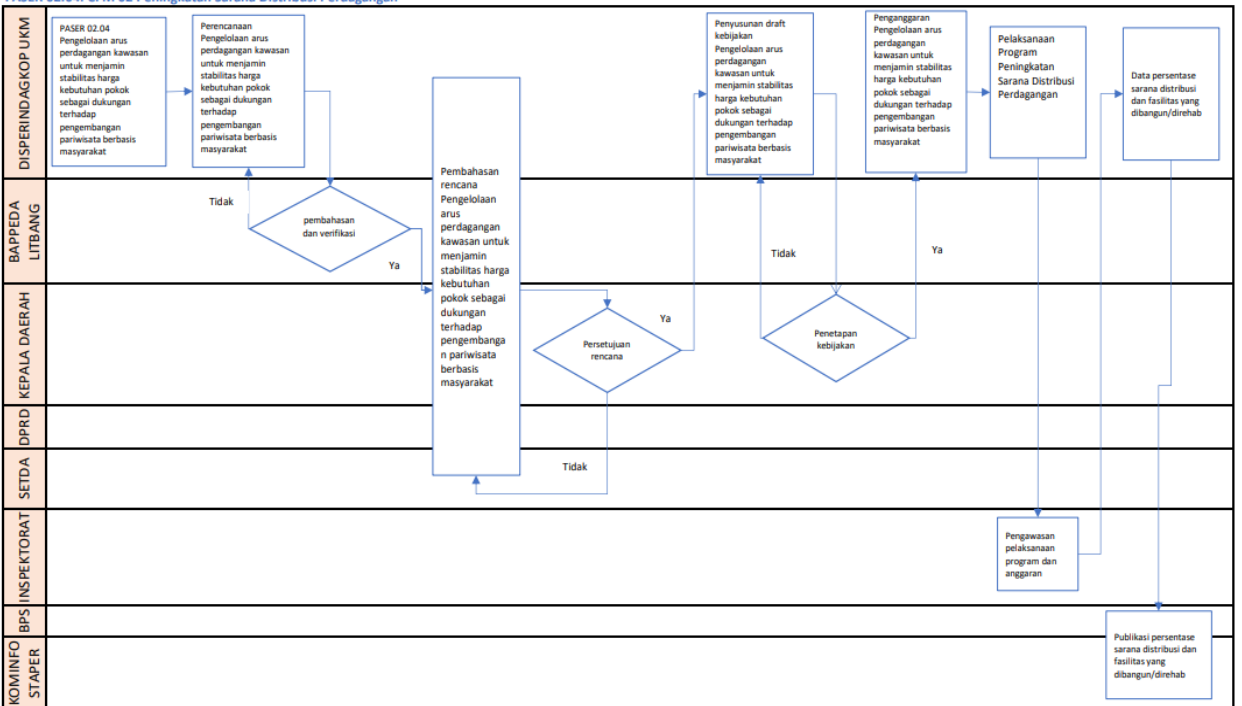 DISPERINDAGKOP UKM
PASER 02.04
Pengelolaan arus
perdagangan kawasan
untuk menjamin
stabilitas harga
kebutuhan pokok
sebagai dukungan
terhadap
pengembangan
pariwisata berbasis
masyarakat
Perencanaan
Pengelolaan arus
perdagangan kawasan
untuk menjamin
stabilitas harga
kebutuhan pokok
sebagai dukungan
terhadap
pengembangan
pariwisata berbasis
masyarakat
Penyusunan draft
kebijakan
Pengelolaan arus
perdagangan
kawasan untuk
menjamin stabilitas
harga kebutuhan
pokok sebagai
dukungan terhadap
pengembangan
pariwisata berbasis
masyarakat
Penganggaran
Pengelolaan arus
perdagangan
kawasan untuk
menjamin stabilitas
harga kebutuhan
pokok sebagai
dukungan terhadap
pengembangan
pariwisata berbasis
masyarakat
Pelaksanaan
Program
Peningkatan
Sarana Distribusi
Perdagangan
Data persentase
sarana distribusi
dan fasilitas yang
dibangun/direhab
BAPPEDA
LITBANG
Tidak
pembahasan
dan verifikasi
Ya
Pembahasan
rencana
Pengelolaan
arus
perdagangan
kawasan untuk
menjamin
stabilitas harga
kebutuhan
pokok sebagai
dukungan
terhadap
pengembanga
n pariwisata
berbasis
masyarakat
Tidak
Ya
KEPALA DAERAH
Persetujuan
rencana
Ya
Penetapan
kebijakan
DPRD
SETDA
Tidak
INSPEKTORAT
Pengawasan
pelaksanaan
program dan
anggaran
BPS
KOMINFO
STAPER
Publikasi persentase
sarana distribusi dan
fasilitas yang
dibangun/direhab